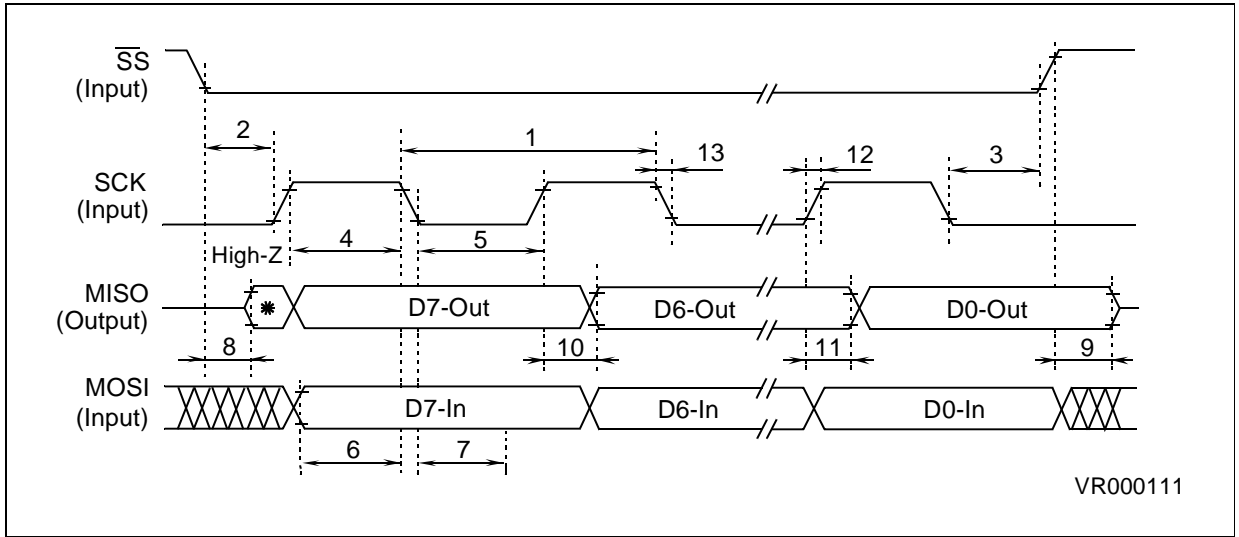 SS
(Input)
2
1
13
12
3
SCK
(Input)
High-Z
4
5
MISO
(Output)
*
D7-Out
D6-Out
D0-Out
8
10
11
9
MOSI
(Input)
D7-In
D6-In
D0-In
6
7
VR000111